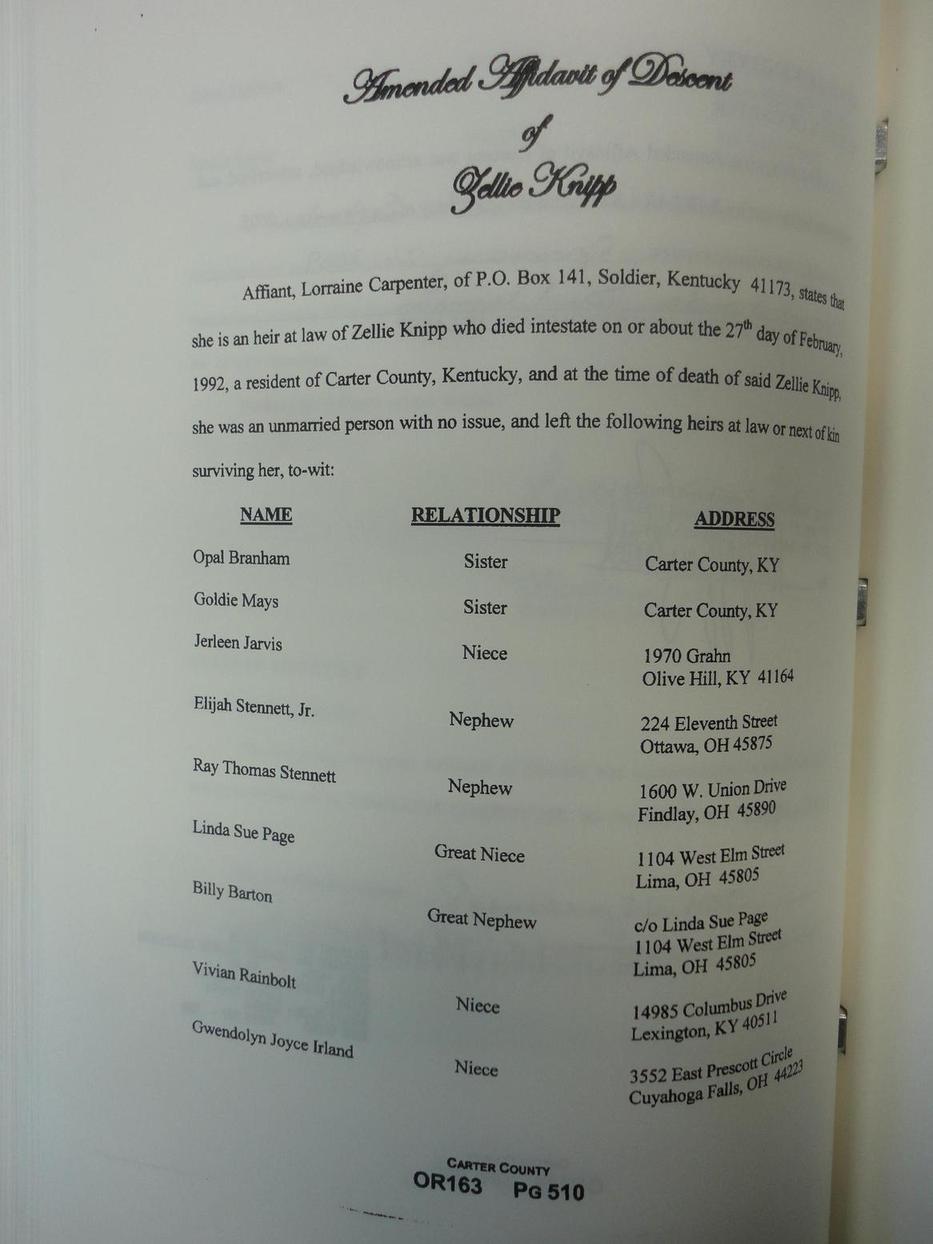 Amended Affidavit of Descent
of
Zellie Knipp
Affiant, Lorraine Carpenter, of P.O. Box 141, Soldier, Kentucky 41173, states that
she is an heir at law of Zellie Knipp who died intestate on or about the 27th day of February,
1992, a resident of Carter County, Kentucky, and at the time of death of said Zellie Knipp,
she was an unmarried person with no issue, and left the following heirs at law or next of kin
surviving her, to-wit:
NAME RELATIONSHIP ADDRESS
Opal Branham Sister Carter County, KY
Goldie Mays Sister Carter County, KY
Jerleen Jarvis Niece 1970 Grahn
Olive Hill, KY 41164
Elijah Stennett, Jr. Nephew 224 Eleventh Street
Ottawa, OH 45875
Ray Thomas Stennett Nephew 1600 W. Union Drive
Findlay, OH 45890
Linda Sue Page Great Niece 1104 West Elm Street
Lima, OH 45805
Billy Barton Great Nephew c/o Linda Sue Page
1104 West Elm Street
Lima, OH 45805
Vivian Rainbolt Niece 14985 Columbus Drive
Lexington, KY 40511
Gwendolyn Joyce Irland Niece 3552 East Prescott Circle
Cuyahoga Falls, OH 44223
CARTER COUNTY
OR163 PG 510